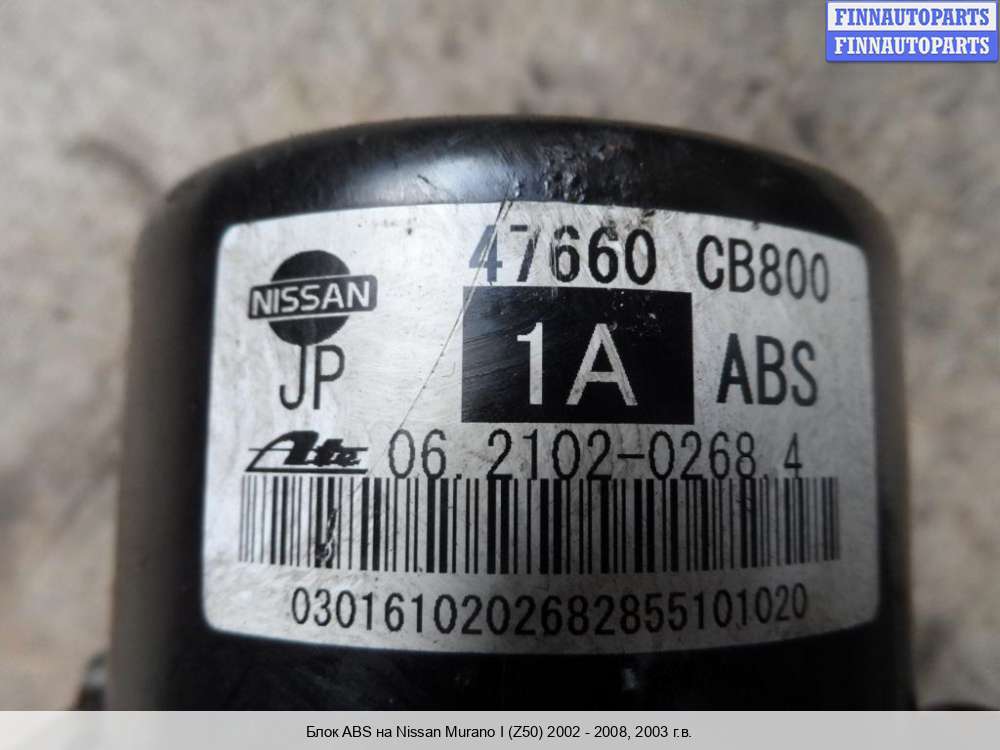 FINNAUTOPARTS
FINNAUTOPARTS
47660 CB800
NISSAN
JP 1A ABS
Ate 06.2102-0268.4
0301610202682855101020
Блок ABS на Nissan Murano I (Z50) 2002 - 2008, 2003 г.в.